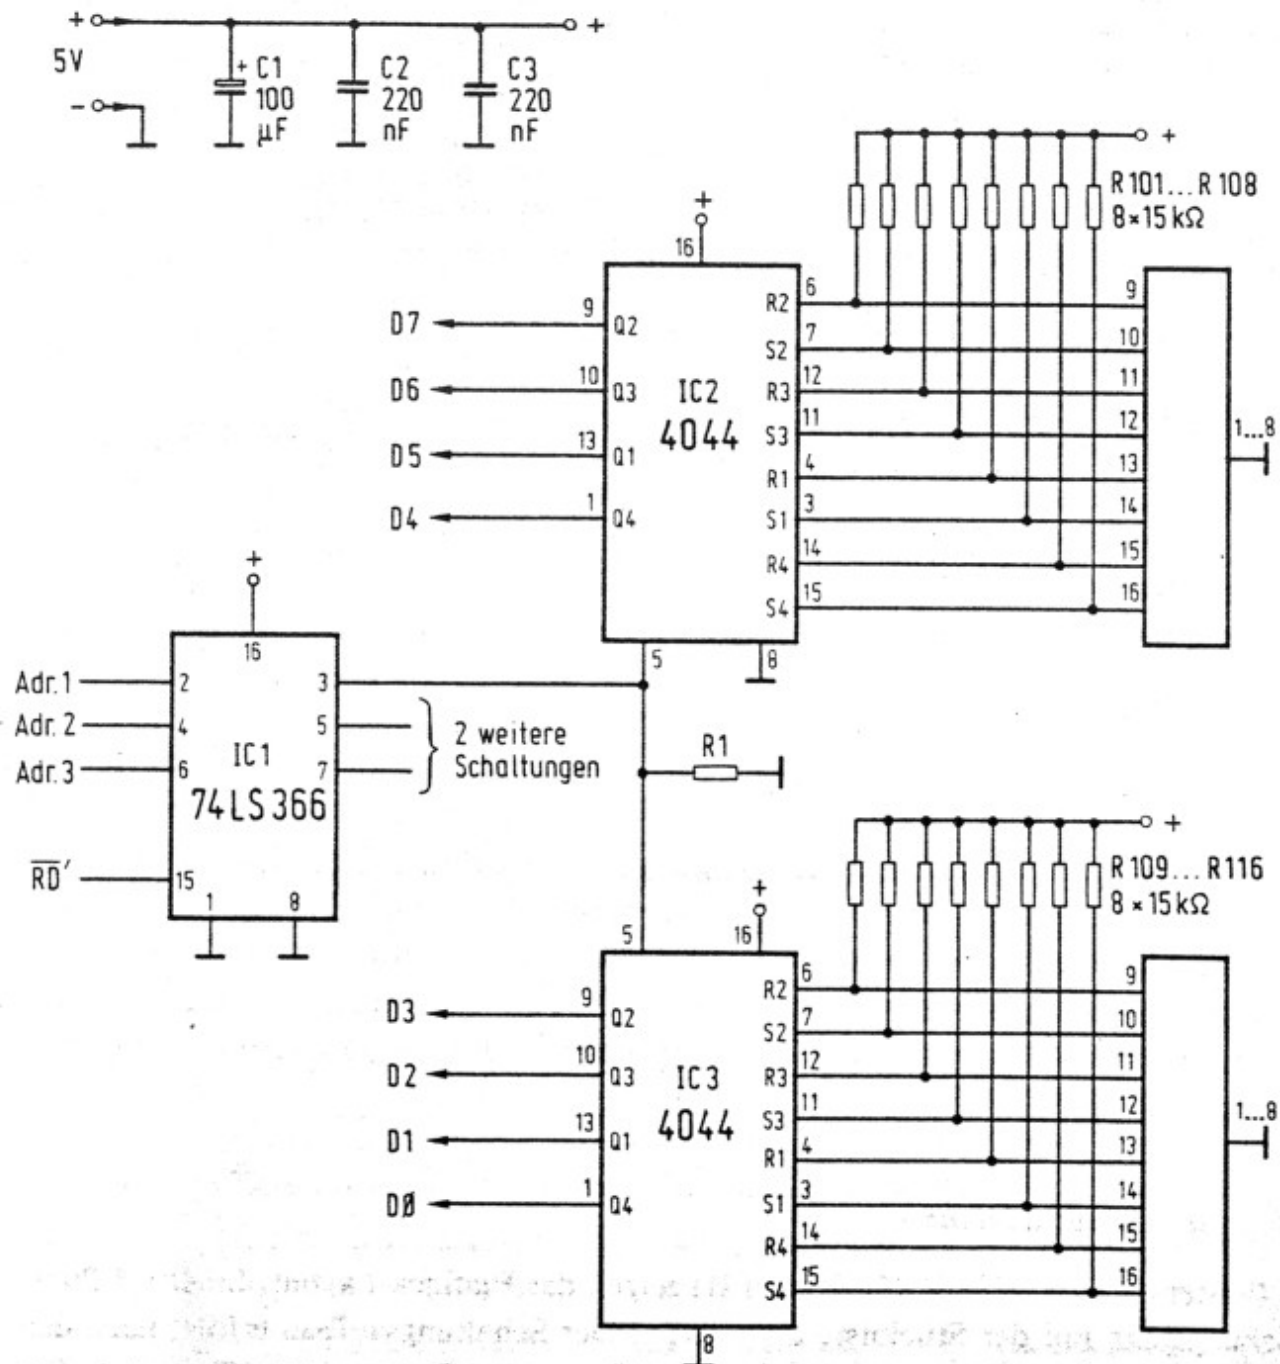 + +
5V
-
+ C1
100
µF
C2
220
nF
C3
220
nF
+
R101...R108
8×15kΩ
+
16
IC2
4044
D7 9 Q2
D6 10 Q3
D5 13 Q1
D4 1 Q4
R2 6 9
S2 7 10
R3 12 11
S3 11 12
R1 4 13
S1 3 14
R4 14 15
S4 15 16
1...8
5 8
+
16
Adr.1 2 3
Adr.2 4 5
Adr.3 6 7
IC1
74LS366
R̅D̅' 15
1 8
2 weitere
Schaltungen
R1
+
R109...R116
8×15kΩ
+
5 16
IC3
4044
D3 9 Q2
D2 10 Q3
D1 13 Q1
DØ 1 Q4
R2 6 9
S2 7 10
R3 12 11
S3 11 12
R1 4 13
S1 3 14
R4 14 15
S4 15 16
1...8
8